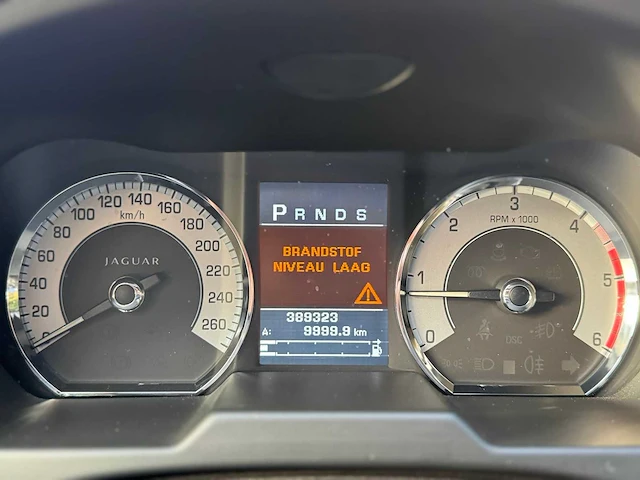 P R N D S
BRANDSTOF
NIVEAU LAAG
389323
A: 9999.9 km
0 20 40 60 80 100 120 140 160 180 200 220 240 260
km/h
JAGUAR
0 1 2 3 4 5 6
RPM x 1000
DSC